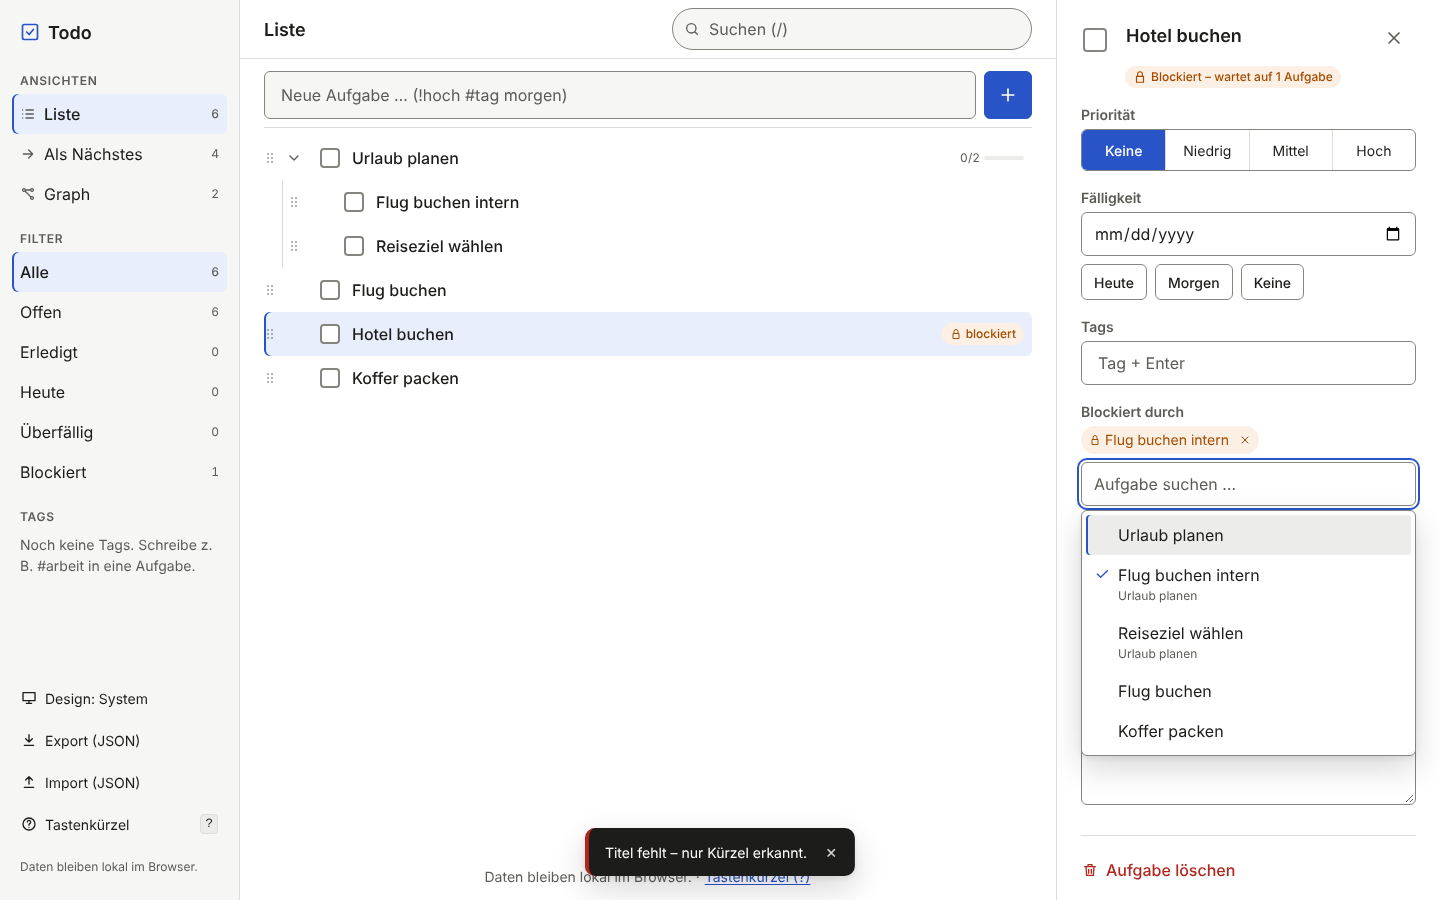 Todo
ANSICHTEN
Liste 6
Als Nächstes 4
Graph 2
FILTER
Alle 6
Offen 6
Erledigt 0
Heute 0
Überfällig 0
Blockiert 1
TAGS
Noch keine Tags. Schreibe z.
B. #arbeit in eine Aufgabe.
Design: System
Export (JSON)
Import (JSON)
Tastenkürzel ?
Daten bleiben lokal im Browser.
Liste
Suchen (/)
Neue Aufgabe … (!hoch #tag morgen)
Urlaub planen 0/2
Flug buchen intern
Reiseziel wählen
Flug buchen
Hotel buchen blockiert
Koffer packen
Titel fehlt – nur Kürzel erkannt.
Daten bleiben lokal im Browser. · Tastenkürzel (?)
Hotel buchen
Blockiert – wartet auf 1 Aufgabe
Priorität
Keine Niedrig Mittel Hoch
Fälligkeit
mm/dd/yyyy
Heute Morgen Keine
Tags
Tag + Enter
Blockiert durch
Flug buchen intern
Aufgabe suchen …
Urlaub planen
Flug buchen intern
Urlaub planen
Reiseziel wählen
Urlaub planen
Flug buchen
Koffer packen
Aufgabe löschen